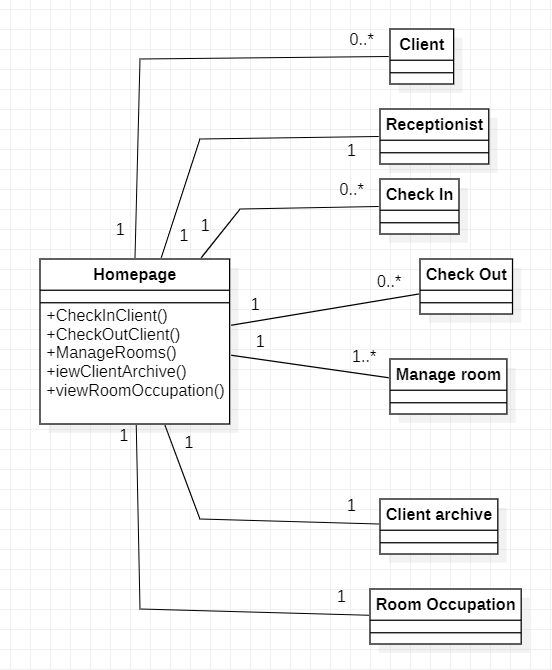 0..*
Client
Receptionist
1
0..*
Check In
1
1
1
Homepage
+CheckInClient()
+CheckOutClient()
+ManageRooms()
+iewClientArchive()
+viewRoomOccupation()
Check Out
0..*
1
1
1..*
Manage room
1
1
1
Client archive
1
Room Occupation